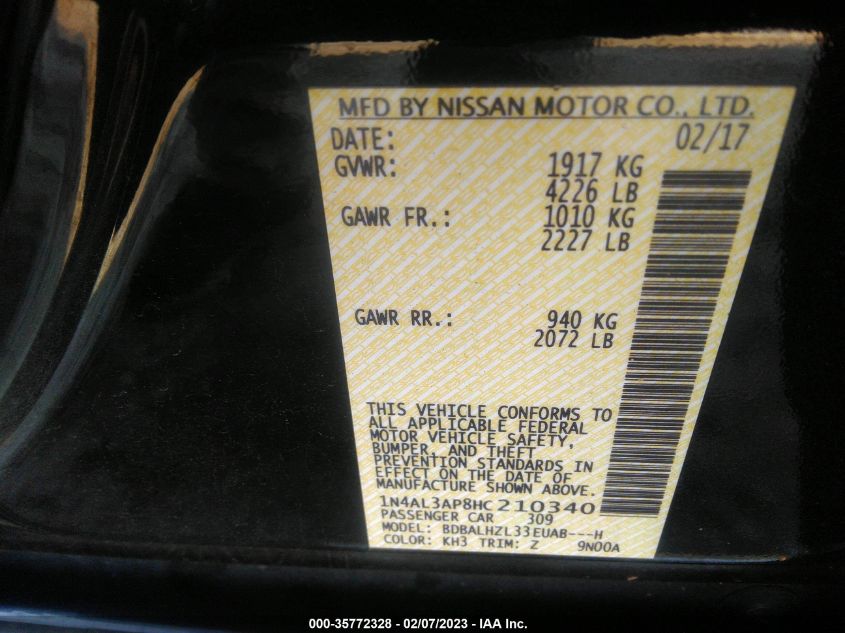 MFD BY NISSAN MOTOR CO., LTD.
DATE: 02/17
GVWR: 1917 KG
4226 LB
GAWR FR.: 1010 KG
2227 LB
GAWR RR.: 940 KG
2072 LB
THIS VEHICLE CONFORMS TO
ALL APPLICABLE FEDERAL
MOTOR VEHICLE SAFETY,
BUMPER, AND THEFT
PREVENTION STANDARDS IN
EFFECT ON THE DATE OF
MANUFACTURE SHOWN ABOVE.
1N4AL3AP8HC210340
PASSENGER CAR 309
MODEL: BDBALHZL33EUAB---H
COLOR: KH3 TRIM: Z 9N00A
000-35772328 - 02/07/2023 - IAA Inc.